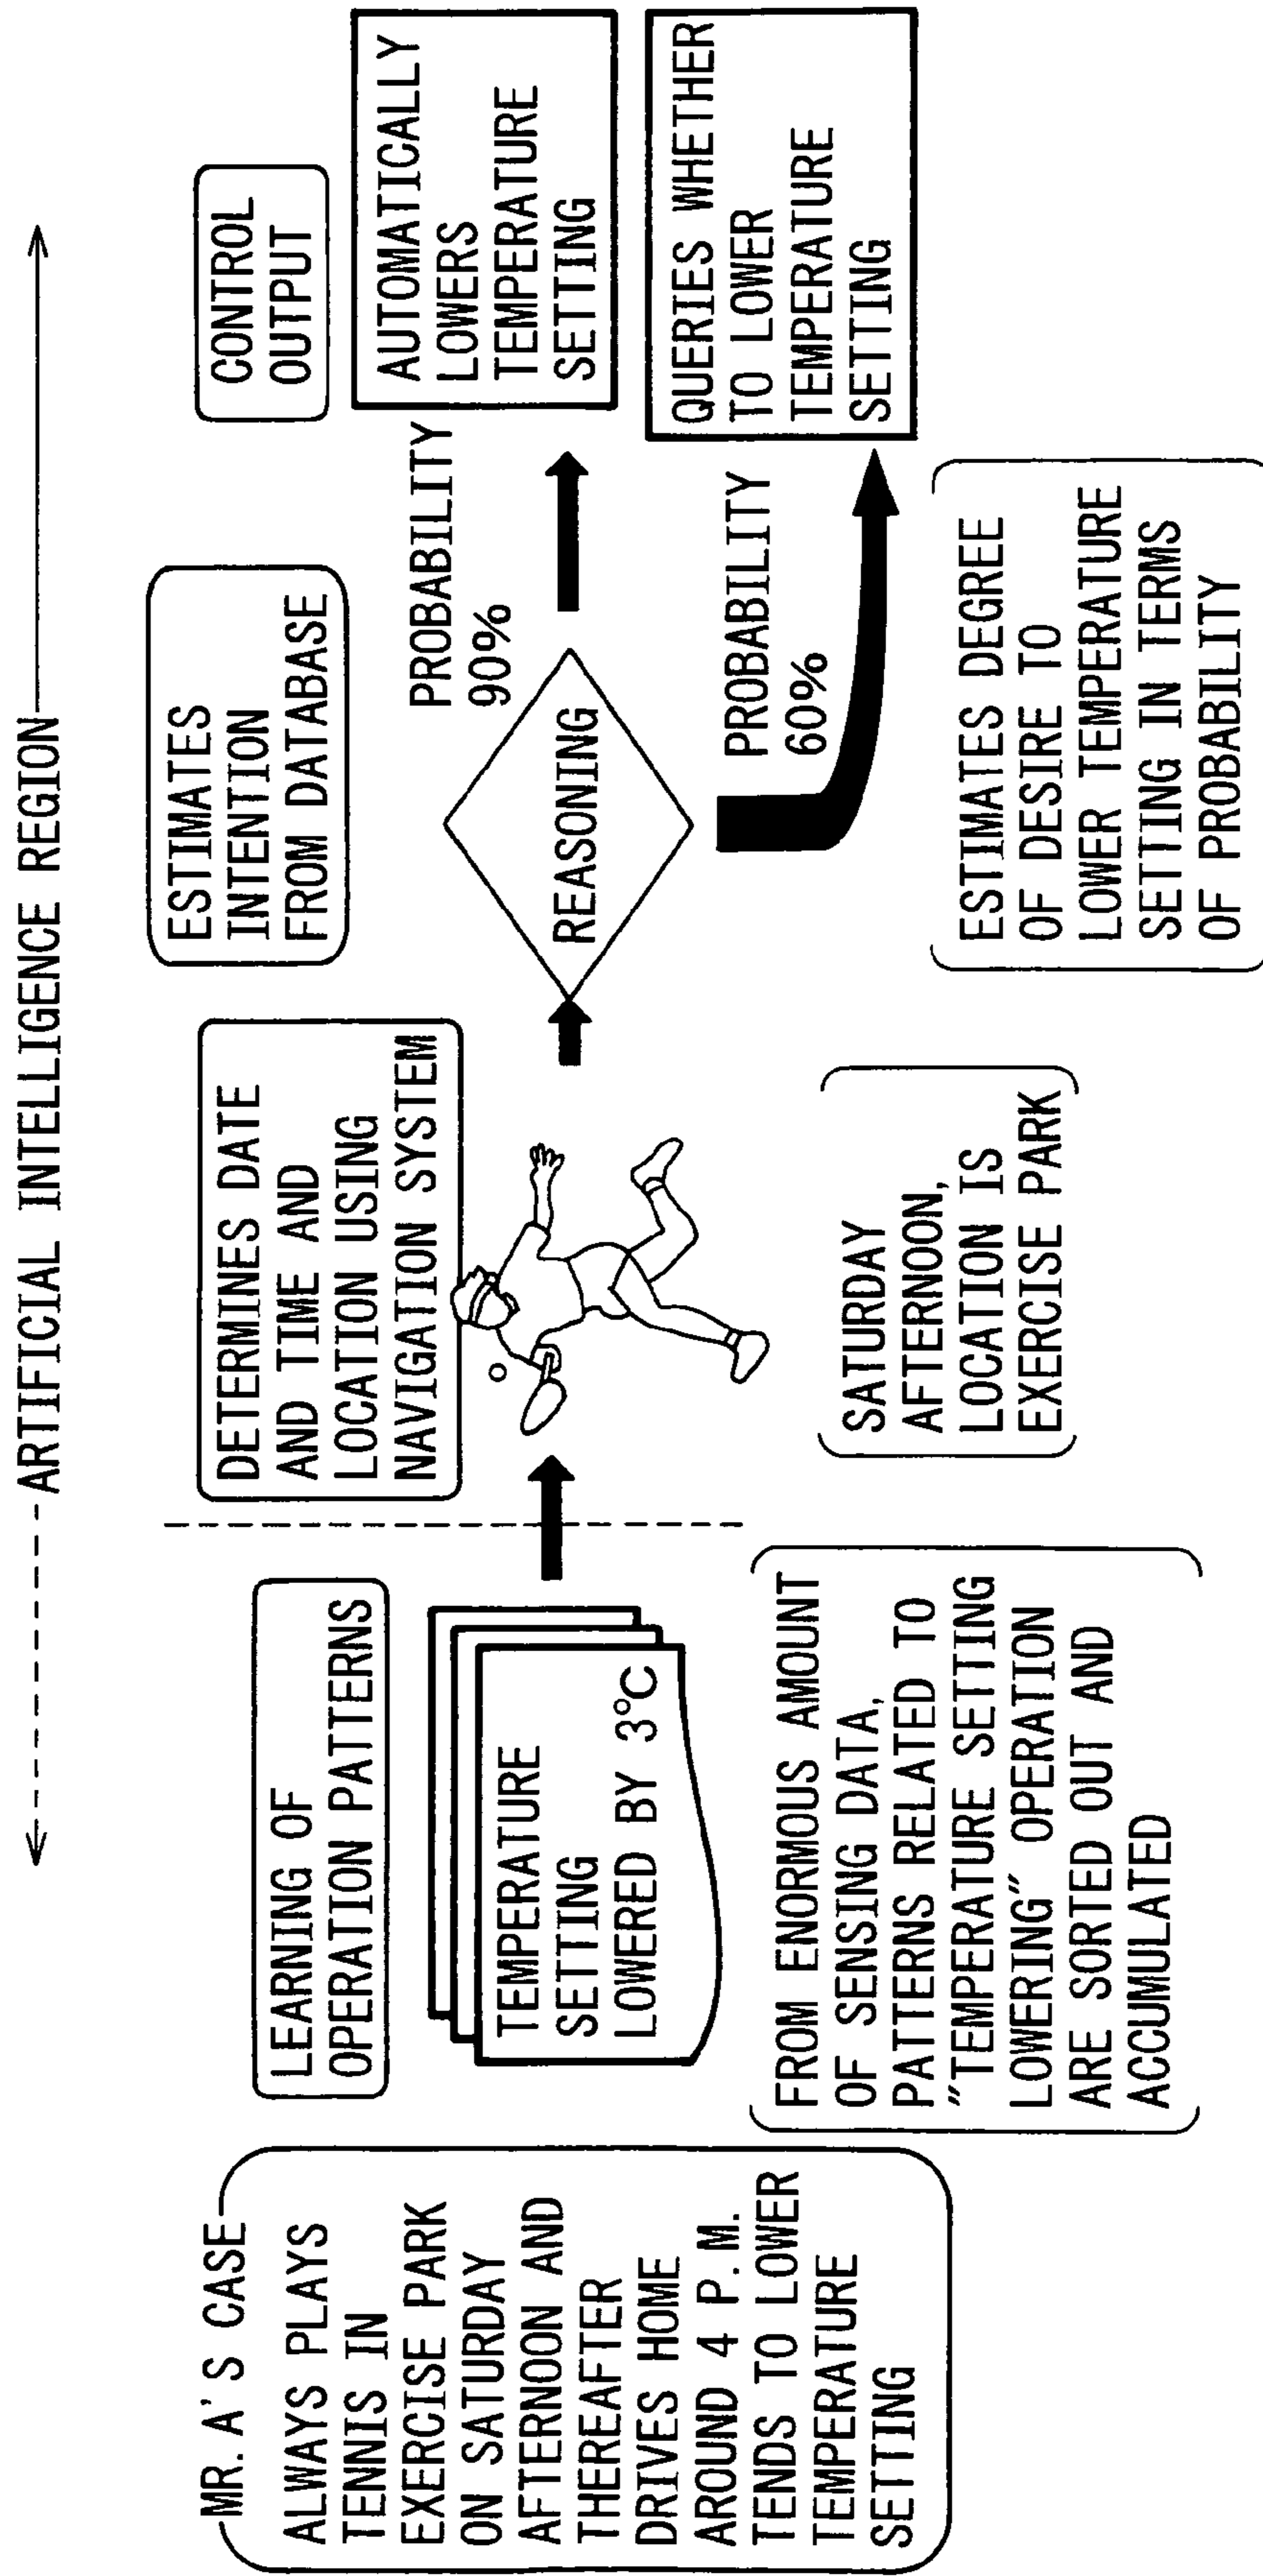 ARTIFICIAL INTELLIGENCE REGION
MR. A'S CASE
ALWAYS PLAYS
TENNIS IN
EXERCISE PARK
ON SATURDAY
AFTERNOON AND
THEREAFTER
DRIVES HOME
AROUND 4 P.M.
TENDS TO LOWER
TEMPERATURE
SETTING
LEARNING OF
OPERATION PATTERNS
TEMPERATURE
SETTING
LOWERED BY 3°C
FROM ENORMOUS AMOUNT
OF SENSING DATA,
PATTERNS RELATED TO
"TEMPERATURE SETTING
LOWERING" OPERATION
ARE SORTED OUT AND
ACCUMULATED
DETERMINES DATE
AND TIME AND
LOCATION USING
NAVIGATION SYSTEM
SATURDAY
AFTERNOON,
LOCATION IS
EXERCISE PARK
ESTIMATES
INTENTION
FROM DATABASE
REASONING
PROBABILITY
90%
PROBABILITY
60%
ESTIMATES DEGREE
OF DESIRE TO
LOWER TEMPERATURE
SETTING IN TERMS
OF PROBABILITY
CONTROL
OUTPUT
AUTOMATICALLY
LOWERS
TEMPERATURE
SETTING
QUERIES WHETHER
TO LOWER
TEMPERATURE
SETTING